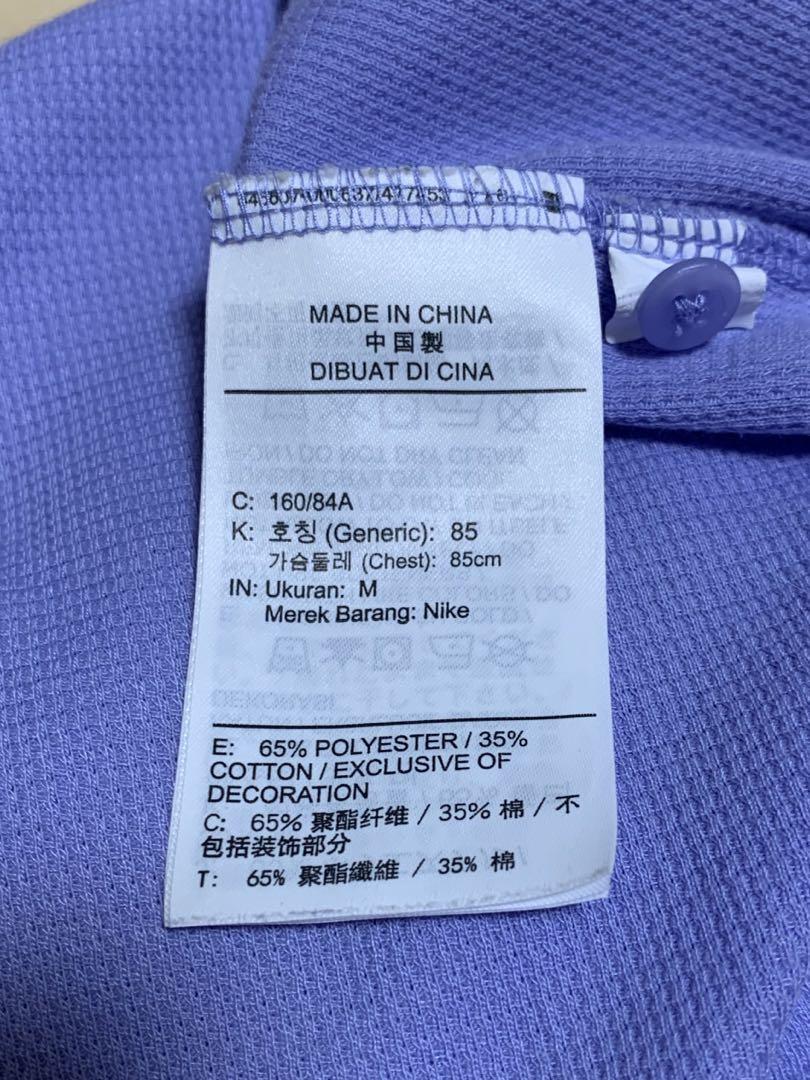 MADE IN CHINA
中国製
DIBUAT DI CINA
C: 160/84A
K: 호칭 (Generic): 85
가슴둘레 (Chest): 85cm
IN: Ukuran: M
Merek Barang: Nike
E: 65% POLYESTER / 35%
COTTON / EXCLUSIVE OF
DECORATION
C: 65% 聚酯纤维 / 35% 棉 / 不
包括装饰部分
T: 65% 聚酯纖維 / 35% 棉